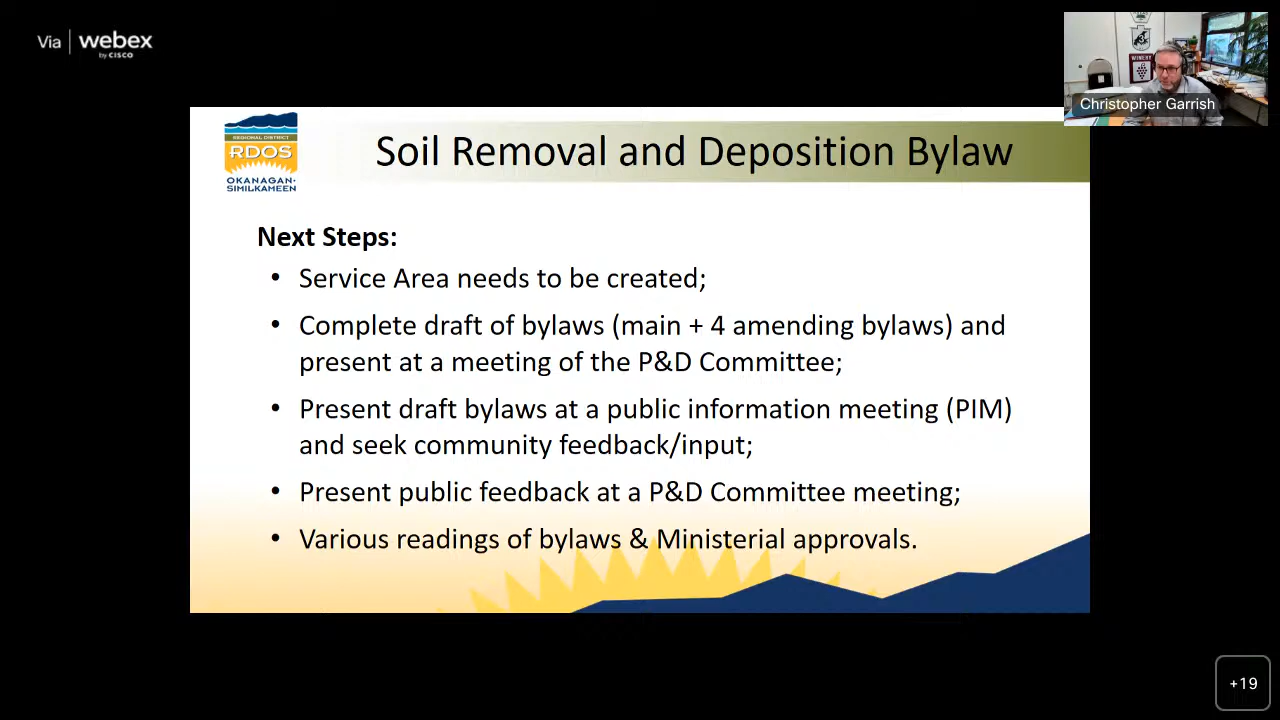 Via | webex
by CISCO
Christopher Garrish
WINERY
REGIONAL DISTRICT
RDOS
OKANAGAN-
SIMILKAMEEN
Soil Removal and Deposition Bylaw
Next Steps:
• Service Area needs to be created;
• Complete draft of bylaws (main + 4 amending bylaws) and
present at a meeting of the P&D Committee;
• Present draft bylaws at a public information meeting (PIM)
and seek community feedback/input;
• Present public feedback at a P&D Committee meeting;
• Various readings of bylaws & Ministerial approvals.
+19